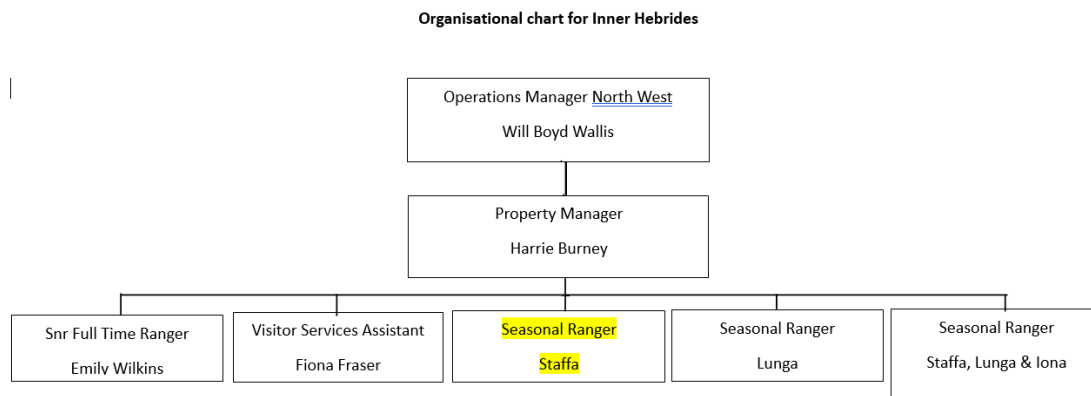 Organisational chart for Inner Hebrides
Operations Manager North West
Will Boyd Wallis
Property Manager
Harrie Burney
Snr Full Time Ranger
Emily Wilkins
Visitor Services Assistant
Fiona Fraser
Seasonal Ranger
Staffa
Seasonal Ranger
Lunga
Seasonal Ranger
Staffa, Lunga & Iona